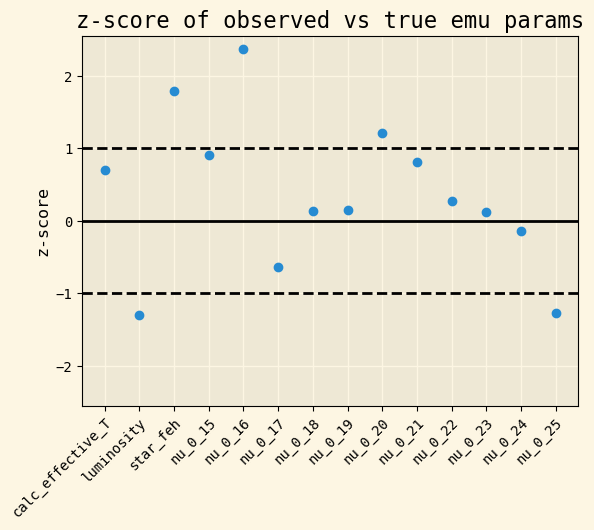 z-score of observed vs true emu params
z-score
2
1
0
−1
−2
calc_effective_T
luminosity
star_feh
nu_0_15
nu_0_16
nu_0_17
nu_0_18
nu_0_19
nu_0_20
nu_0_21
nu_0_22
nu_0_23
nu_0_24
nu_0_25